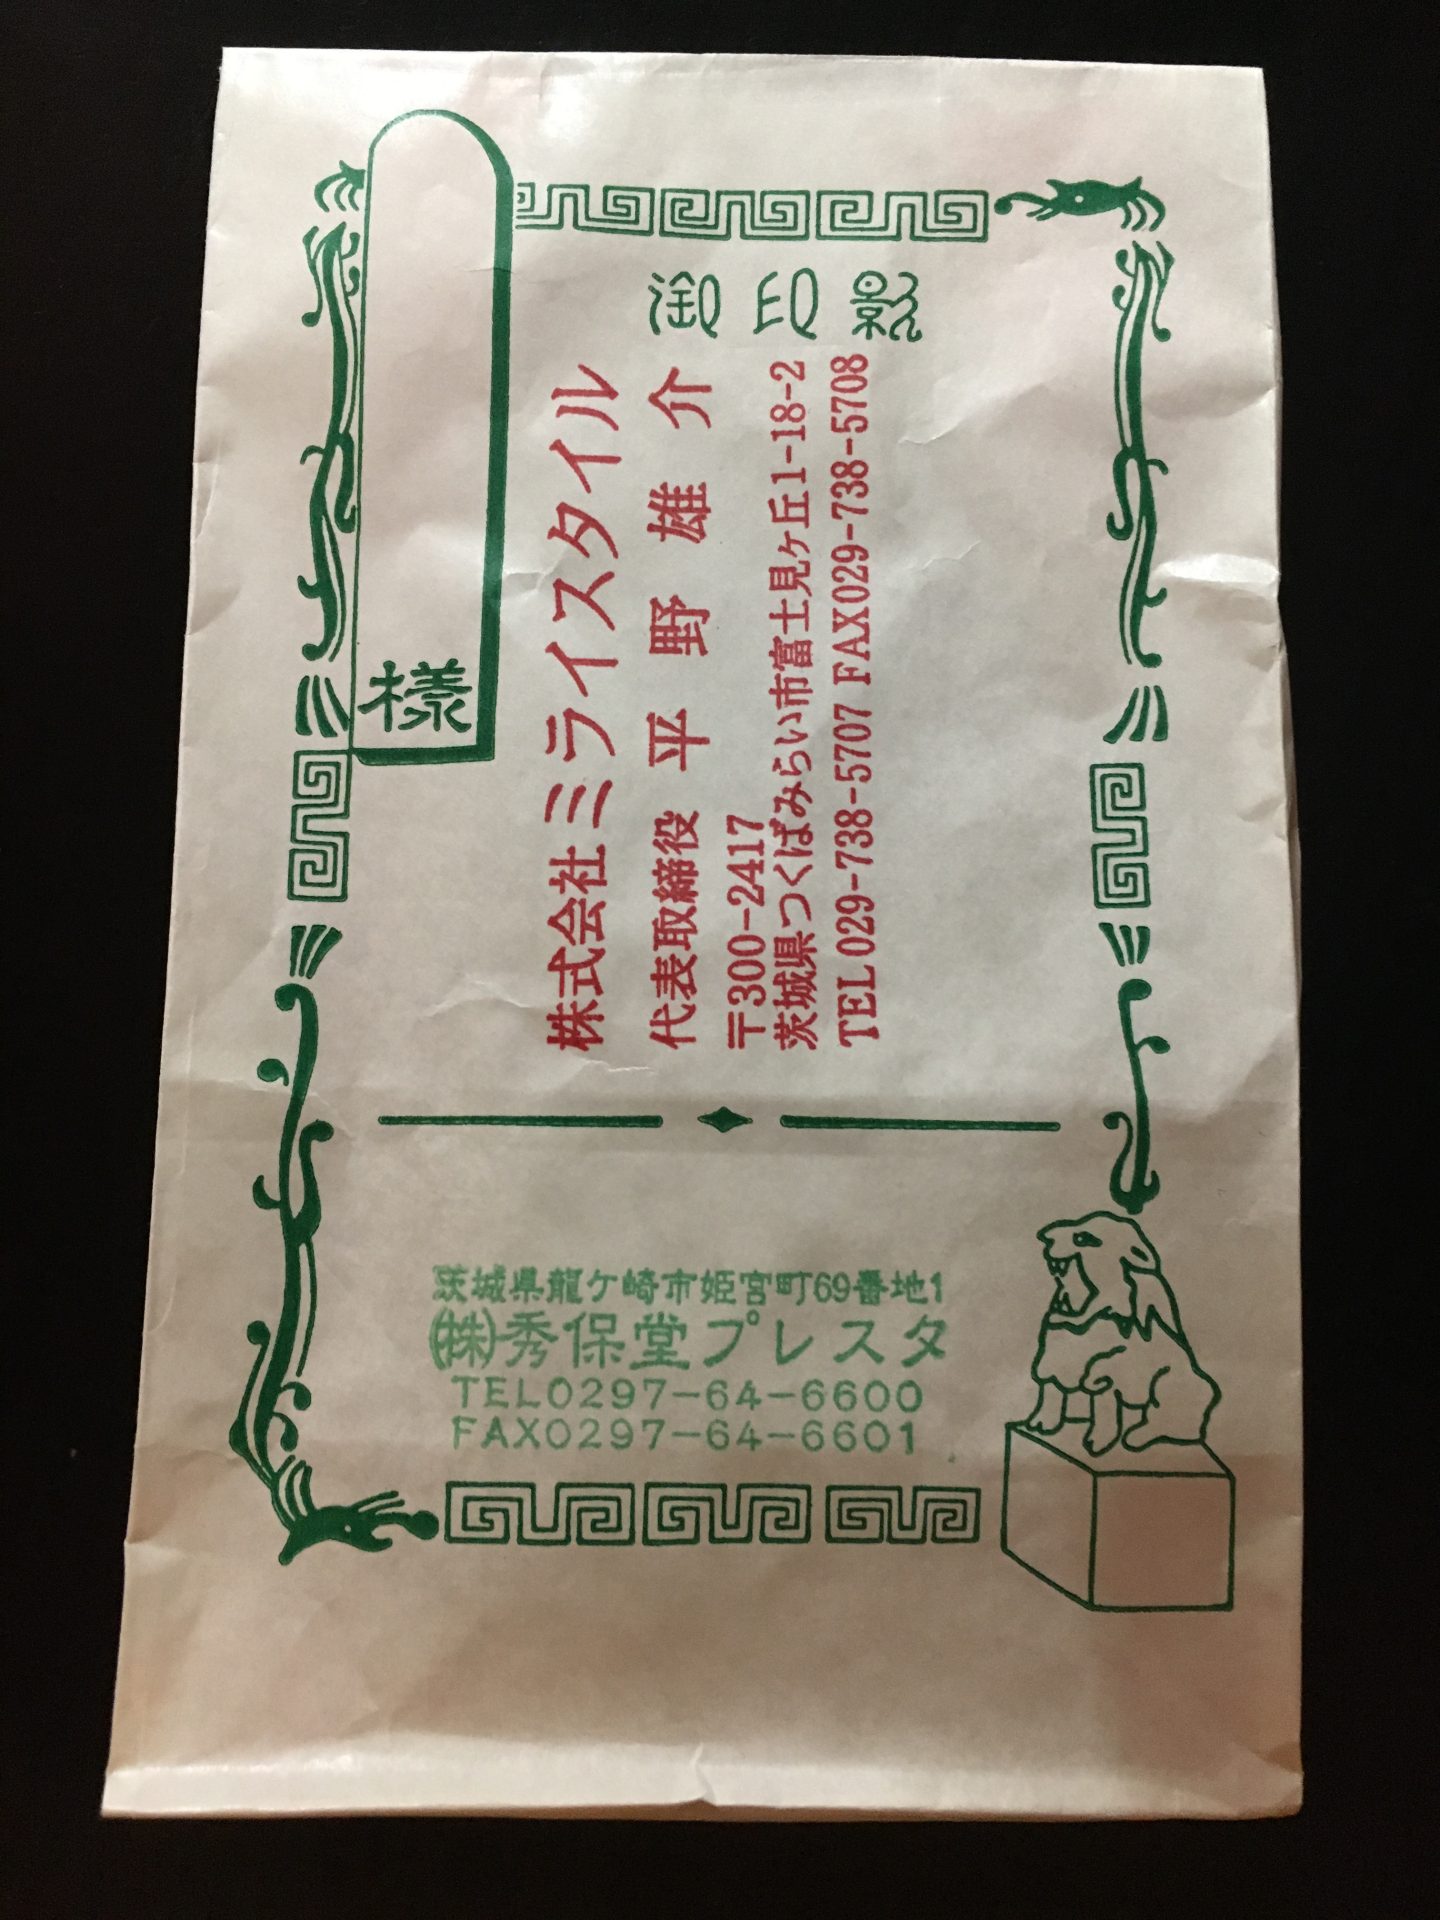 様
御印影
株式会社ミライスタイル
代表取締役 平野雄介
〒300-2417
茨城県つくばみらい市富士見ヶ丘1-18-2
TEL029-738-5707 FAX029-738-5708
茨城県龍ケ崎市姫宮町69番地1
㈱秀保堂プレスタ
TEL0297-64-6600
FAX0297-64-6601